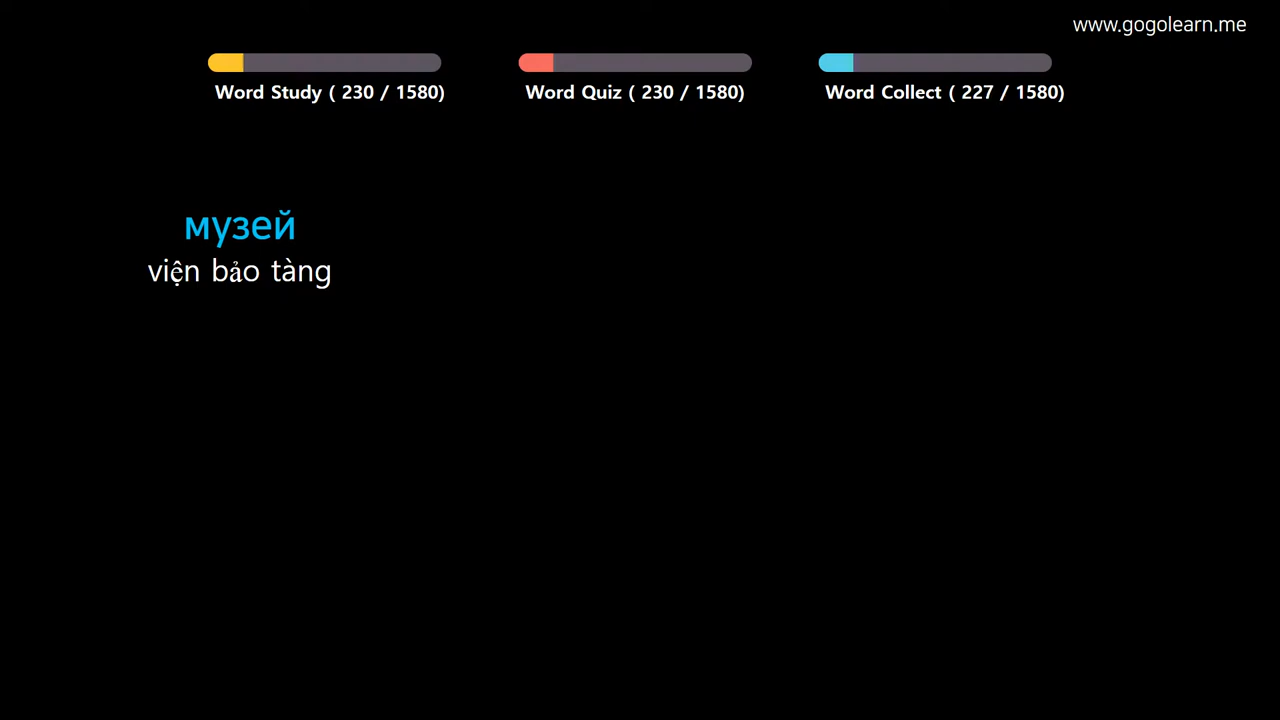 www.gogolearn.me
Word Study ( 230 / 1580)
Word Quiz ( 230 / 1580)
Word Collect ( 227 / 1580)
музей
viện bảo tàng